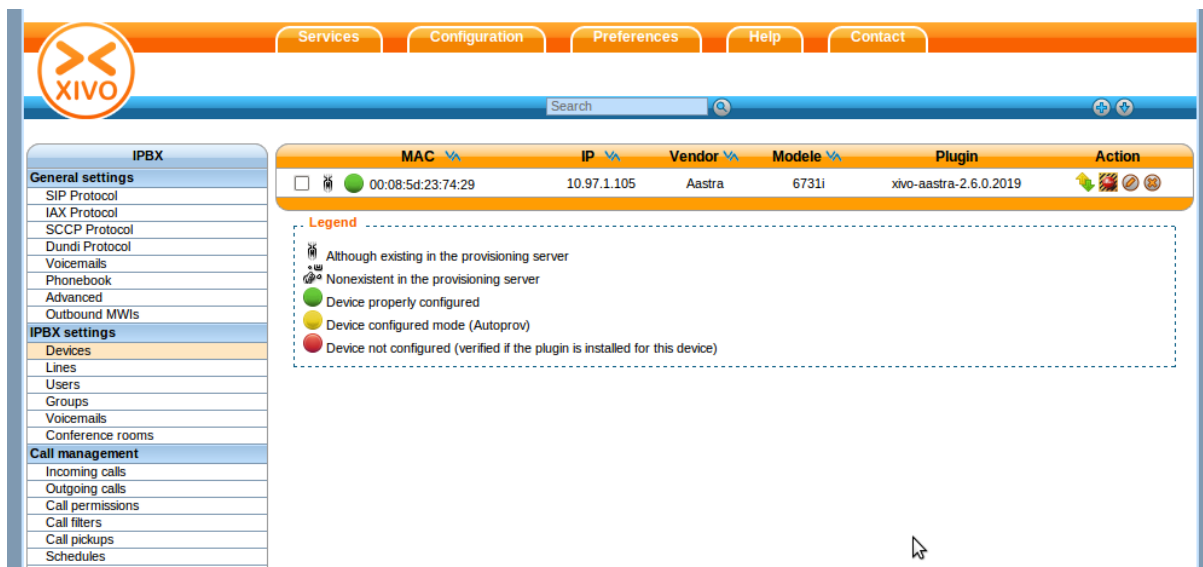 Services Configuration Preferences Help Contact
XIVO
Search
IPBX
General settings
SIP Protocol
IAX Protocol
SCCP Protocol
Dundi Protocol
Voicemails
Phonebook
Advanced
Outbound MWIs
IPBX settings
Devices
Lines
Users
Groups
Voicemails
Conference rooms
Call management
Incoming calls
Outgoing calls
Call permissions
Call filters
Call pickups
Schedules
MAC IP Vendor Modele Plugin Action
00:08:5d:23:74:29 10.97.1.105 Aastra 6731i xivo-aastra-2.6.0.2019
Legend
Although existing in the provisioning server
Nonexistent in the provisioning server
Device properly configured
Device configured mode (Autoprov)
Device not configured (verified if the plugin is installed for this device)